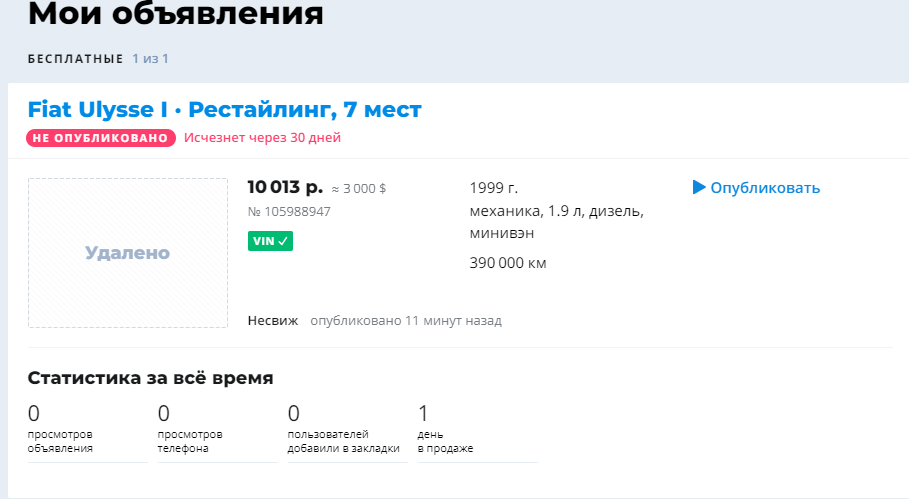 Мои объявления
БЕСПЛАТНЫЕ 1 из 1
Fiat Ulysse I · Рестайлинг, 7 мест
НЕ ОПУБЛИКОВАНО Исчезнет через 30 дней
Удалено
10 013 р. ≈ 3 000 $
№ 105988947
VIN ✓
1999 г.
механика, 1.9 л, дизель,
минивэн
390 000 км
Опубликовать
Несвиж опубликовано 11 минут назад
Статистика за всё время
0 0 0 1
просмотров просмотров пользователей день
объявления телефона добавили в закладки в продаже